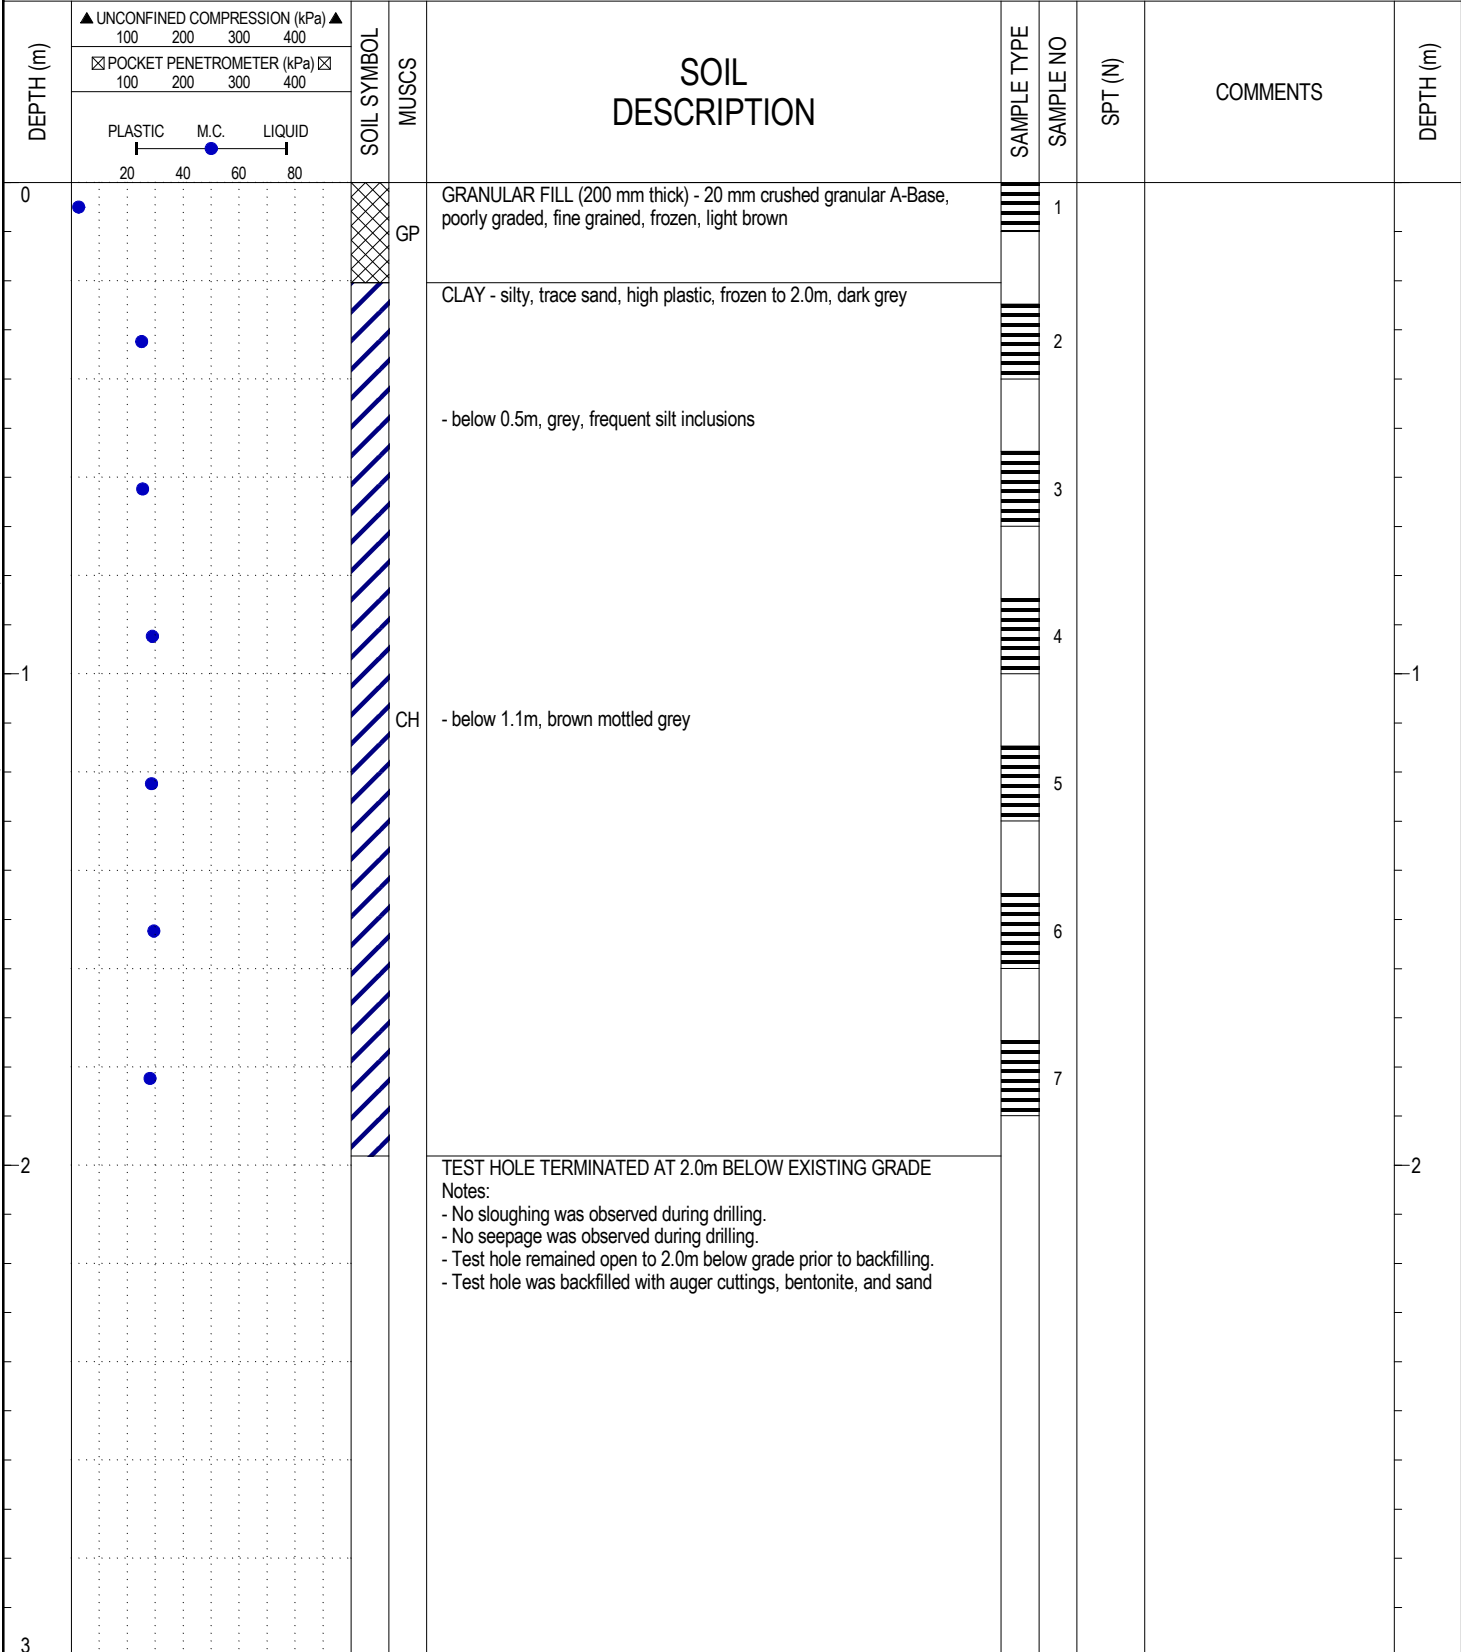 DEPTH (m)
▲ UNCONFINED COMPRESSION (kPa) ▲
100 200 300 400
☒ POCKET PENETROMETER (kPa) ☒
100 200 300 400
PLASTIC M.C. LIQUID
20 40 60 80
SOIL SYMBOL
MUSCS
SOIL
DESCRIPTION
SAMPLE TYPE
SAMPLE NO
SPT (N)
COMMENTS
DEPTH (m)
0
GRANULAR FILL (200 mm thick) - 20 mm crushed granular A-Base,
poorly graded, fine grained, frozen, light brown
1
GP
CLAY - silty, trace sand, high plastic, frozen to 2.0m, dark grey
2
- below 0.5m, grey, frequent silt inclusions
3
4
1
1
CH
- below 1.1m, brown mottled grey
5
6
7
2
2
TEST HOLE TERMINATED AT 2.0m BELOW EXISTING GRADE
Notes:
- No sloughing was observed during drilling.
- No seepage was observed during drilling.
- Test hole remained open to 2.0m below grade prior to backfilling.
- Test hole was backfilled with auger cuttings, bentonite, and sand
3